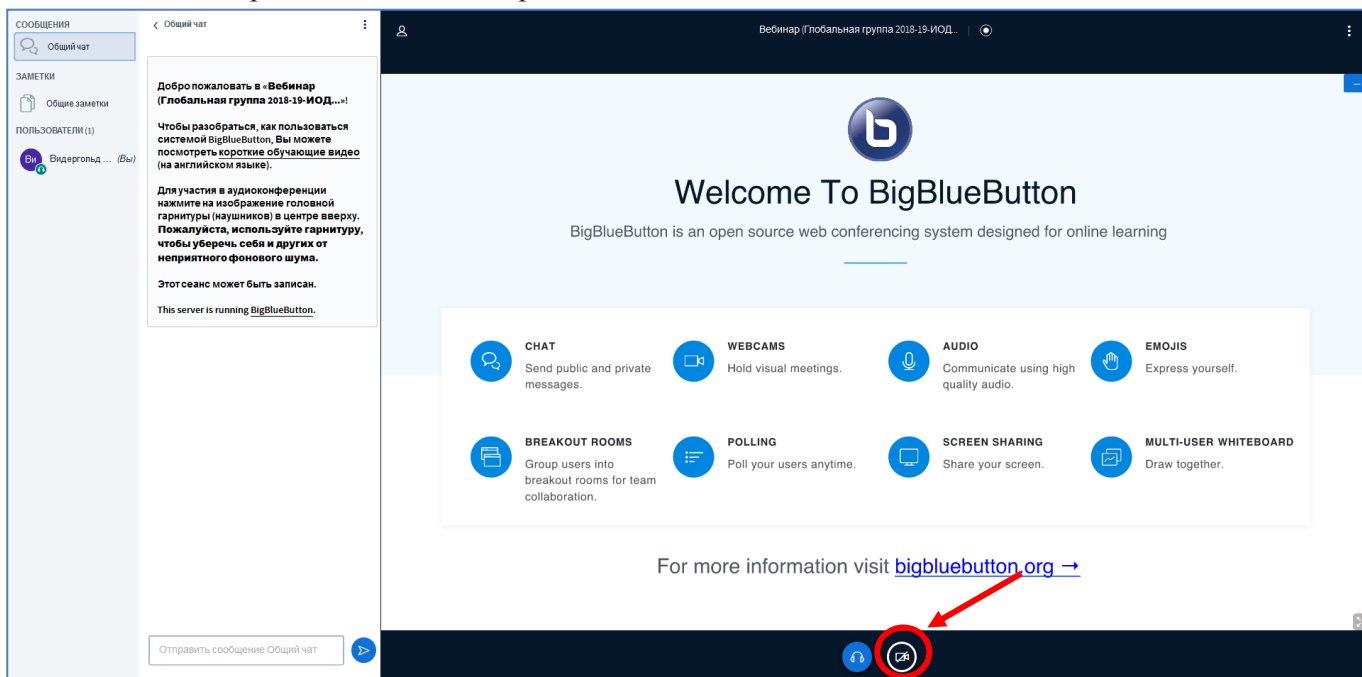 СООБЩЕНИЯ
Общий чат
ЗАМЕТКИ
Общие заметки
ПОЛЬЗОВАТЕЛИ (1)
Ви
Видергольд ... (Вы)
Общий чат
Добро пожаловать в «Вебинар
(Глобальная группа 2018-19-ИОД...»!
Чтобы разобраться, как пользоваться
системой BigBlueButton, Вы можете
посмотреть короткие обучающие видео
(на английском языке).
Для участия в аудиоконференции
нажмите на изображение головной
гарнитуры (наушников) в центре вверху.
Пожалуйста, используйте гарнитуру,
чтобы уберечь себя и других от
неприятного фонового шума.
Этот сеанс может быть записан.
This server is running BigBlueButton.
Отправить сообщение Общий чат
Вебинар (Глобальная группа 2018-19-ИОД...
b
Welcome To BigBlueButton
BigBlueButton is an open source web conferencing system designed for online learning
CHAT
Send public and private
messages.
WEBCAMS
Hold visual meetings.
AUDIO
Communicate using high
quality audio.
EMOJIS
Express yourself.
BREAKOUT ROOMS
Group users into
breakout rooms for team
collaboration.
POLLING
Poll your users anytime.
SCREEN SHARING
Share your screen.
MULTI-USER WHITEBOARD
Draw together.
For more information visit bigbluebutton.org →